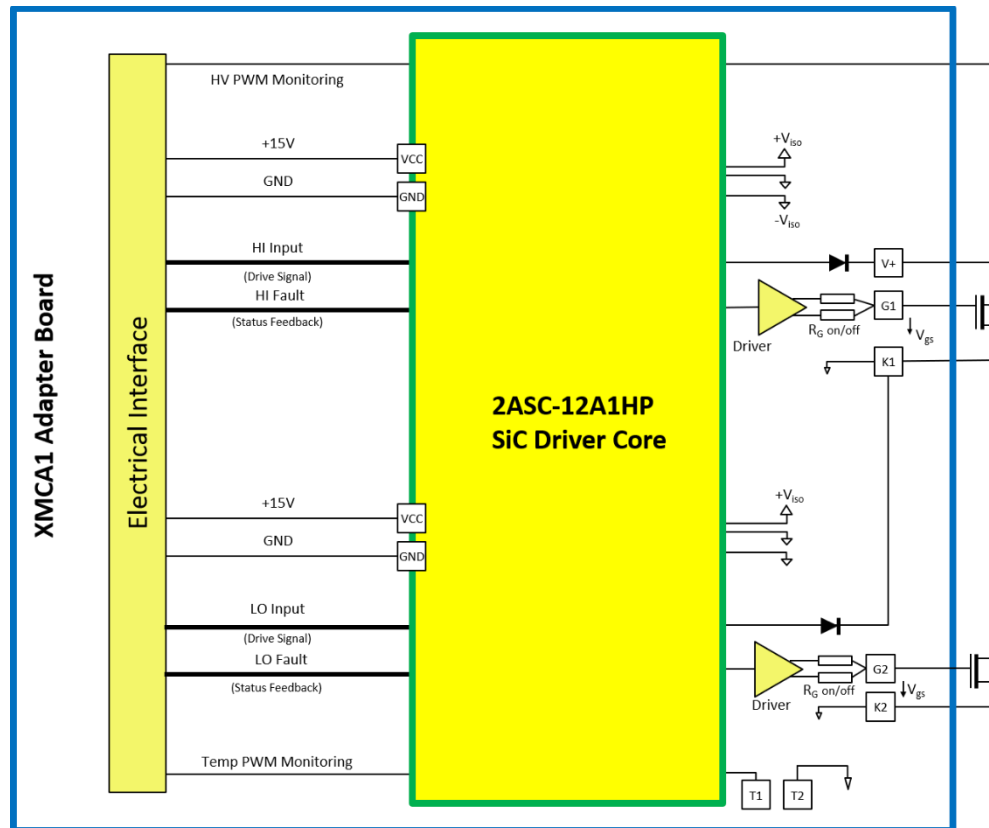 XMCA1 Adapter Board
Electrical Interface
HV PWM Monitoring
+15V
VCC
GND
GND
HI Input
(Drive Signal)
HI Fault
(Status Feedback)
+15V
VCC
GND
GND
LO Input
(Drive Signal)
LO Fault
(Status Feedback)
Temp PWM Monitoring
2ASC-12A1HP
SiC Driver Core
+Viso
-Viso
V+
G1
Driver
RG on/off
Vgs
K1
+Viso
G2
Driver
RG on/off
Vgs
K2
T1
T2